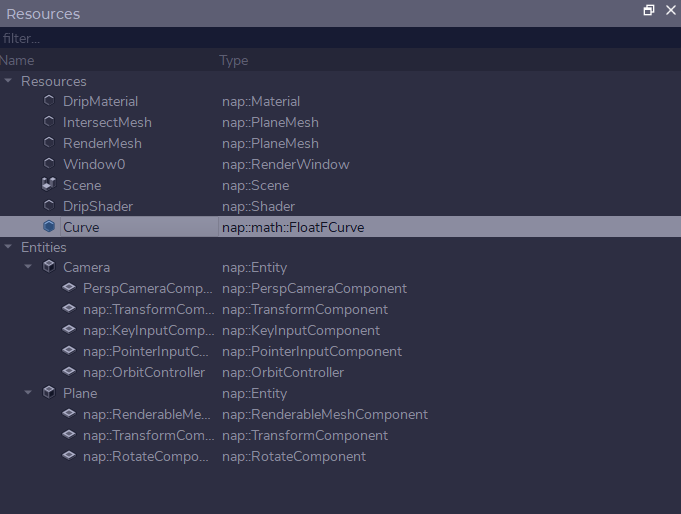 Resources
filter...
Name Type
Resources
DripMaterial nap::Material
IntersectMesh nap::PlaneMesh
RenderMesh nap::PlaneMesh
Window0 nap::RenderWindow
Scene nap::Scene
DripShader nap::Shader
Curve nap::math::FloatFCurve
Entities
Camera nap::Entity
PerspCameraComp... nap::PerspCameraComponent
nap::TransformCom... nap::TransformComponent
nap::KeyInputComp... nap::KeyInputComponent
nap::PointerInputC... nap::PointerInputComponent
nap::OrbitController nap::OrbitController
Plane nap::Entity
nap::RenderableMe... nap::RenderableMeshComponent
nap::TransformCom... nap::TransformComponent
nap::RotateCompo... nap::RotateComponent